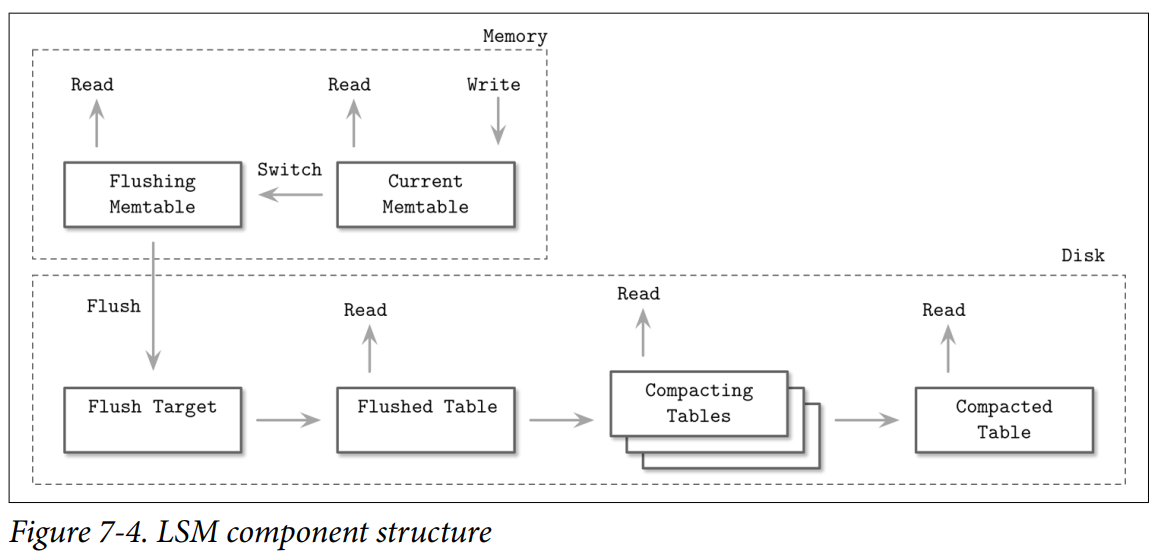 Memory
Read
Read
Write
Flushing
Memtable
Switch
Current
Memtable
Disk
Flush
Read
Read
Read
Flush Target
Flushed Table
Compacting
Tables
Compacted
Table
Figure 7-4. LSM component structure